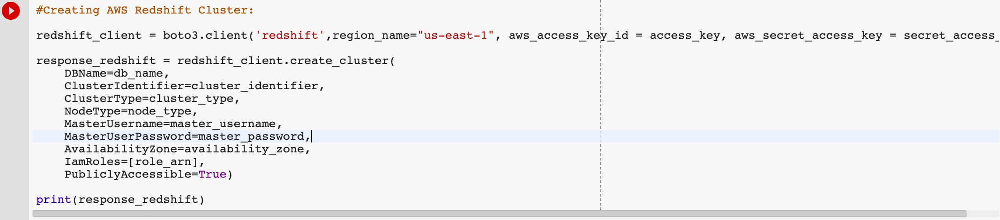 #Creating AWS Redshift Cluster:
redshift_client = boto3.client('redshift',region_name="us-east-1", aws_access_key_id = access_key, aws_secret_access_key = secret_access_
response_redshift = redshift_client.create_cluster(
DBName=db_name,
ClusterIdentifier=cluster_identifier,
ClusterType=cluster_type,
NodeType=node_type,
MasterUsername=master_username,
MasterUserPassword=master_password,
AvailabilityZone=availability_zone,
IamRoles=[role_arn],
PubliclyAccessible=True)
print(response_redshift)